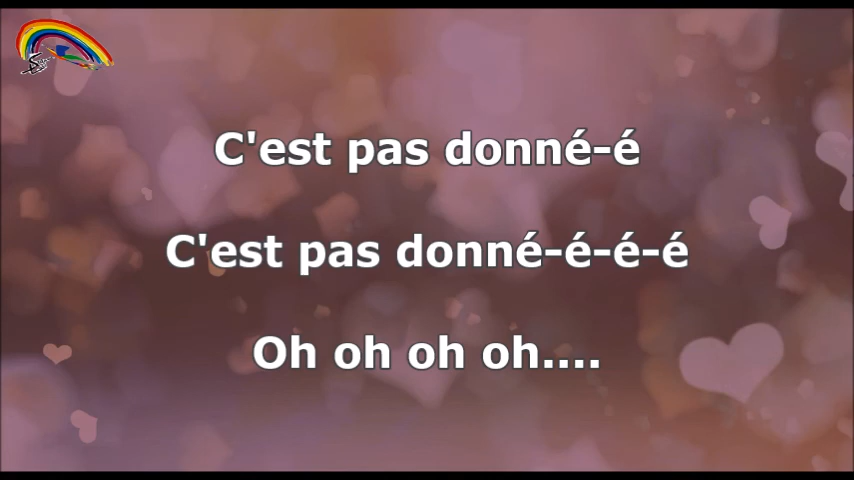 C'est pas donné-é
C'est pas donné-é-é-é
Oh oh oh oh....